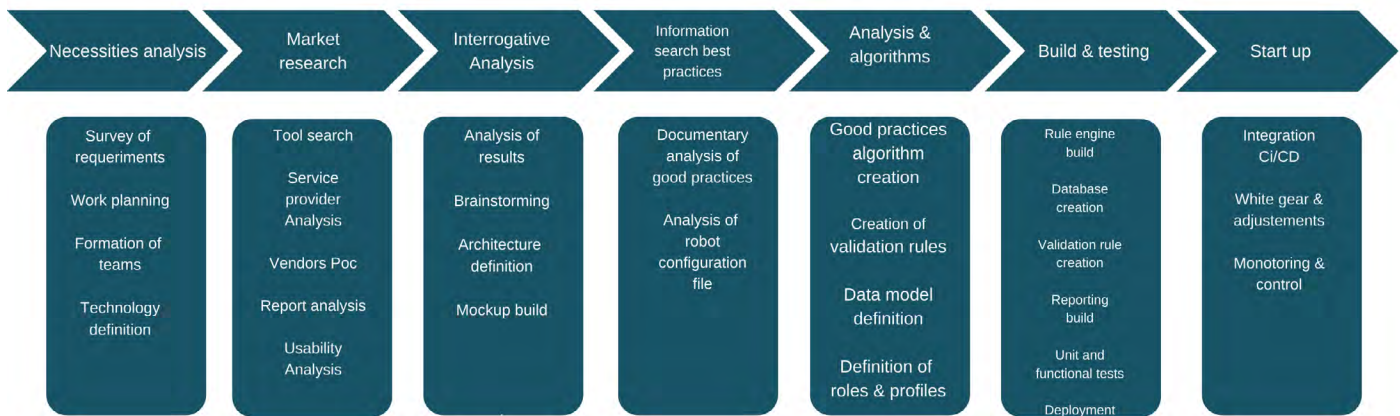 Necessities analysis
Market
research
Interrogative
Analysis
Information
search best
practices
Analysis &
algorithms
Build & testing
Start up
Survey of
requeriments
Work planning
Formation of
teams
Technology
definition
Tool search
Service
provider
Analysis
Vendors Poc
Report analysis
Usability
Analysis
Analysis of
results
Brainstorming
Architecture
definition
Mockup build
Documentary
analysis of
good practices
Analysis of
robot
configuration
file
Good practices
algorithm
creation
Creation of
validation rules
Data model
definition
Definition of
roles & profiles
Rule engine
build
Database
creation
Validation rule
creation
Reporting
build
Unit and
functional tests
Deployment
Integration
Ci/CD
White gear &
adjustements
Monotoring &
control